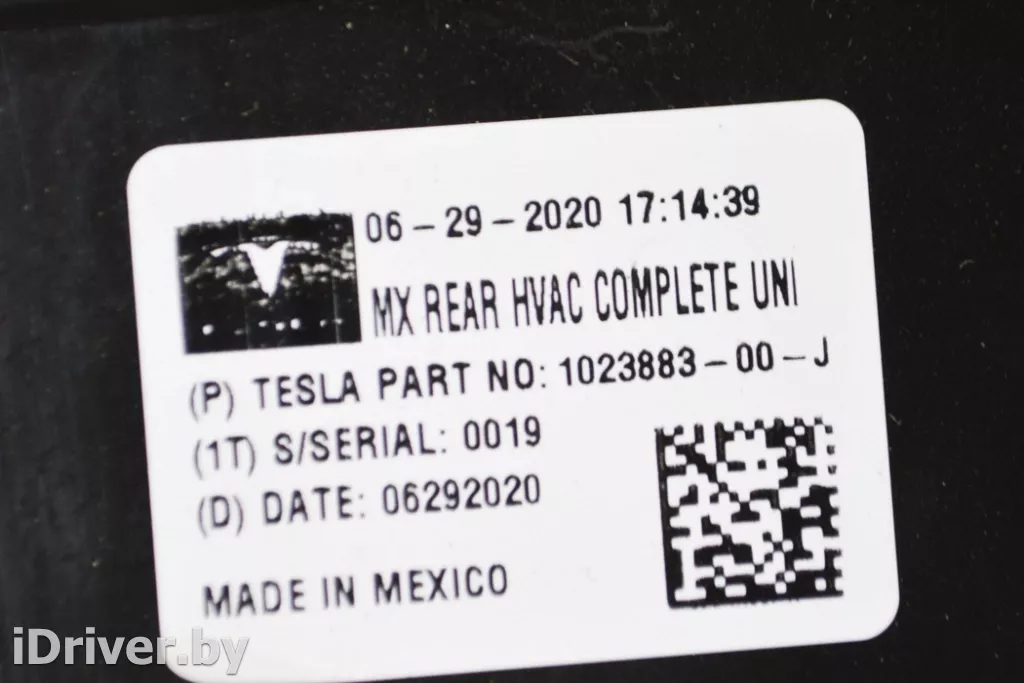 06-29-2020 17:14:39
MX REAR HVAC COMPLETE UNI
(P) TESLA PART NO: 1023883-00-J
(1T) S/SERIAL: 0019
(D) DATE: 06292020
MADE IN MEXICO
iDriver.by